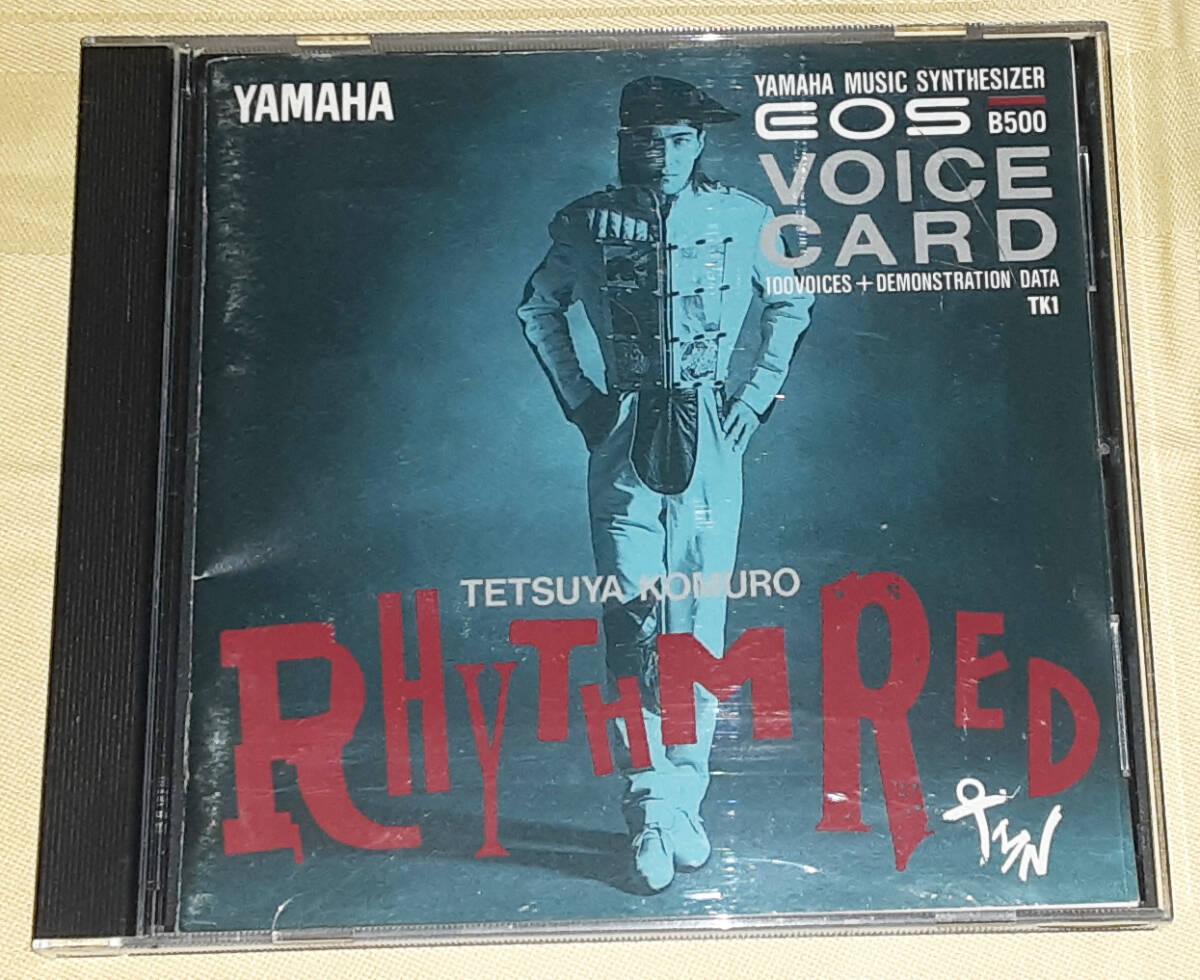 YAMAHA
YAMAHA MUSIC SYNTHESIZER
EOS B500
VOICE
CARD
100VOICES + DEMONSTRATION DATA
TK1
TETSUYA KOMURO
RHYTHM RED
TMN